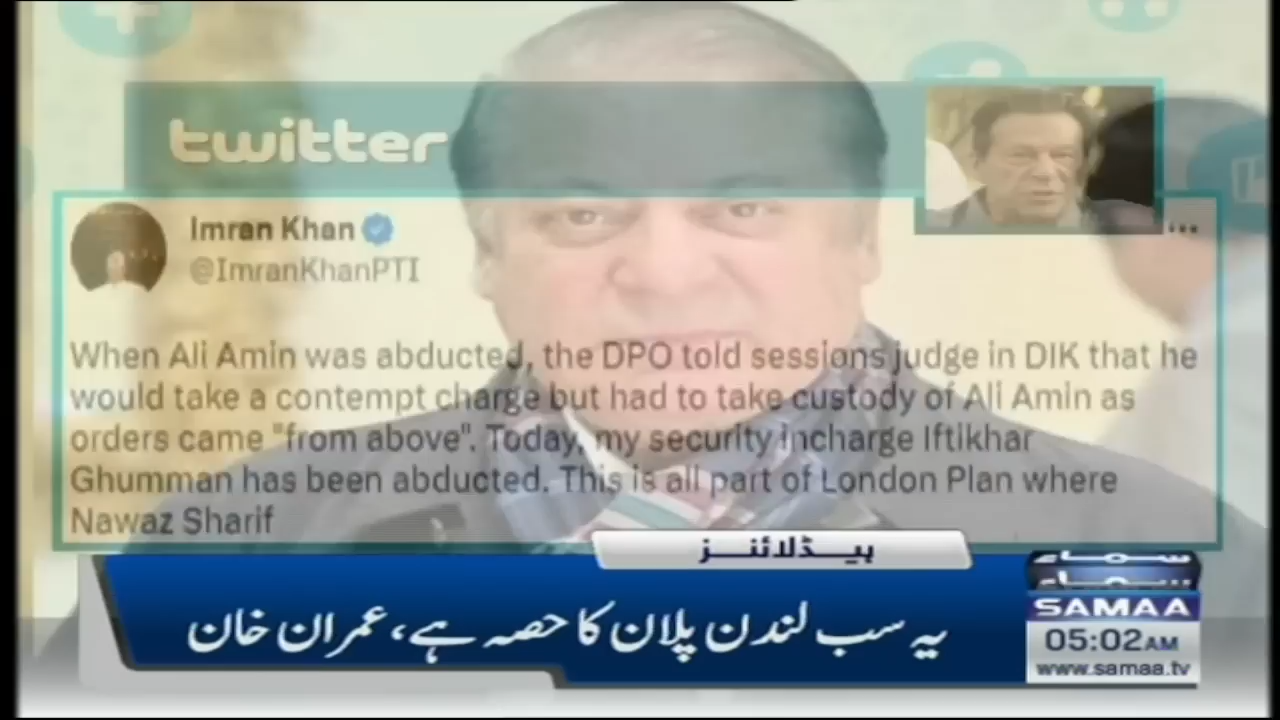 twitter
Imran Khan
@ImranKhanPTI
...
When Ali Amin was abducted, the DPO told sessions judge in DIK that he
would take a contempt charge but had to take custody of Ali Amin as
orders came "from above". Today, my security incharge Iftikhar
Ghumman has been abducted. This is all part of London Plan where
Nawaz Sharif
ہیڈلائنز
یہ سب لندن پلان کا حصہ ہے، عمران خان
سماء
سماء
SAMAA
05:02AM
www.samaa.tv